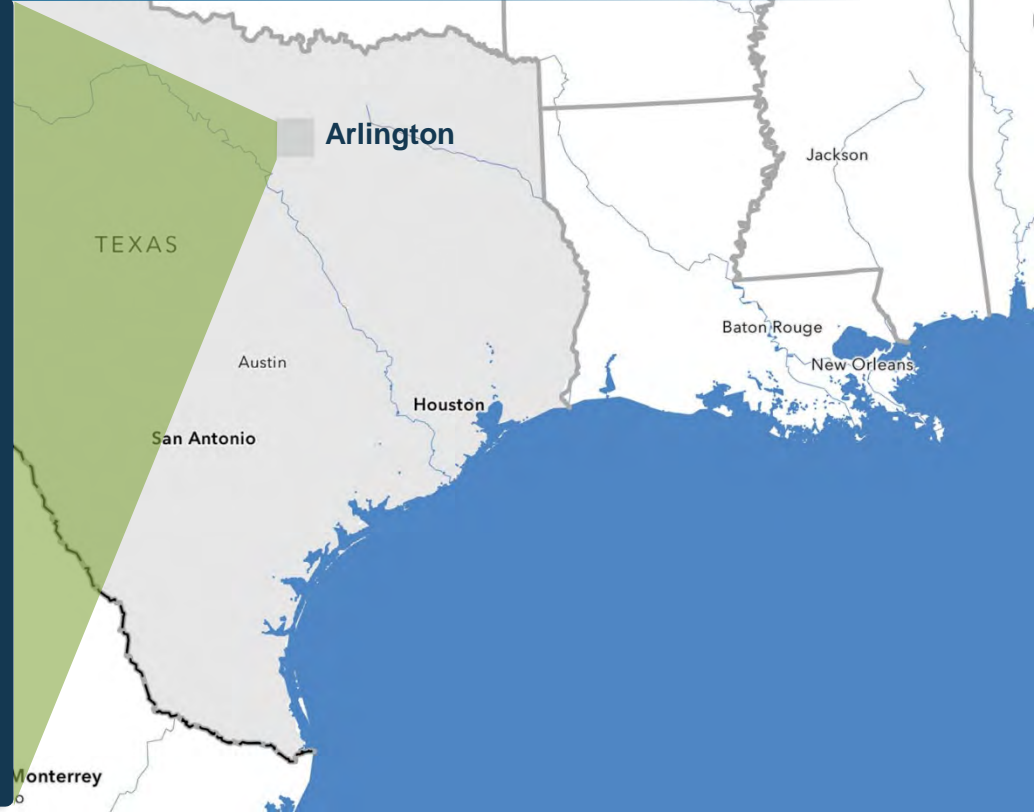 Arlington
Jackson
TEXAS
Baton Rouge
Austin
New Orleans
Houston
San Antonio
Monterrey